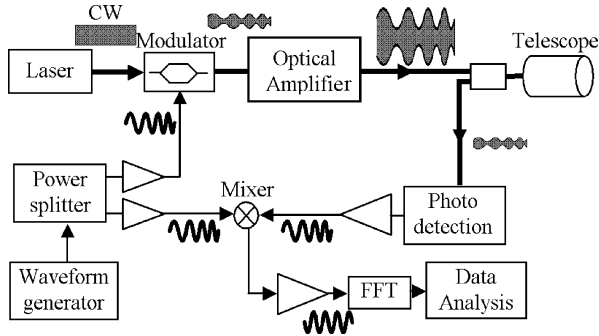 CW
Laser
Modulator
Optical
Amplifier
Telescope
Power
splitter
Mixer
Photo
detection
Waveform
generator
FFT
Data
Analysis